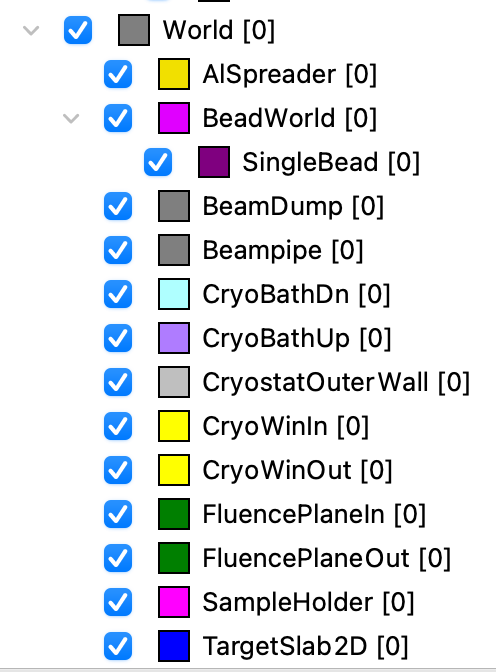 World [0]
AlSpreader [0]
BeadWorld [0]
SingleBead [0]
BeamDump [0]
Beampipe [0]
CryoBathDn [0]
CryoBathUp [0]
CryostatOuterWall [0]
CryoWinIn [0]
CryoWinOut [0]
FluencePlaneIn [0]
FluencePlaneOut [0]
SampleHolder [0]
TargetSlab2D [0]